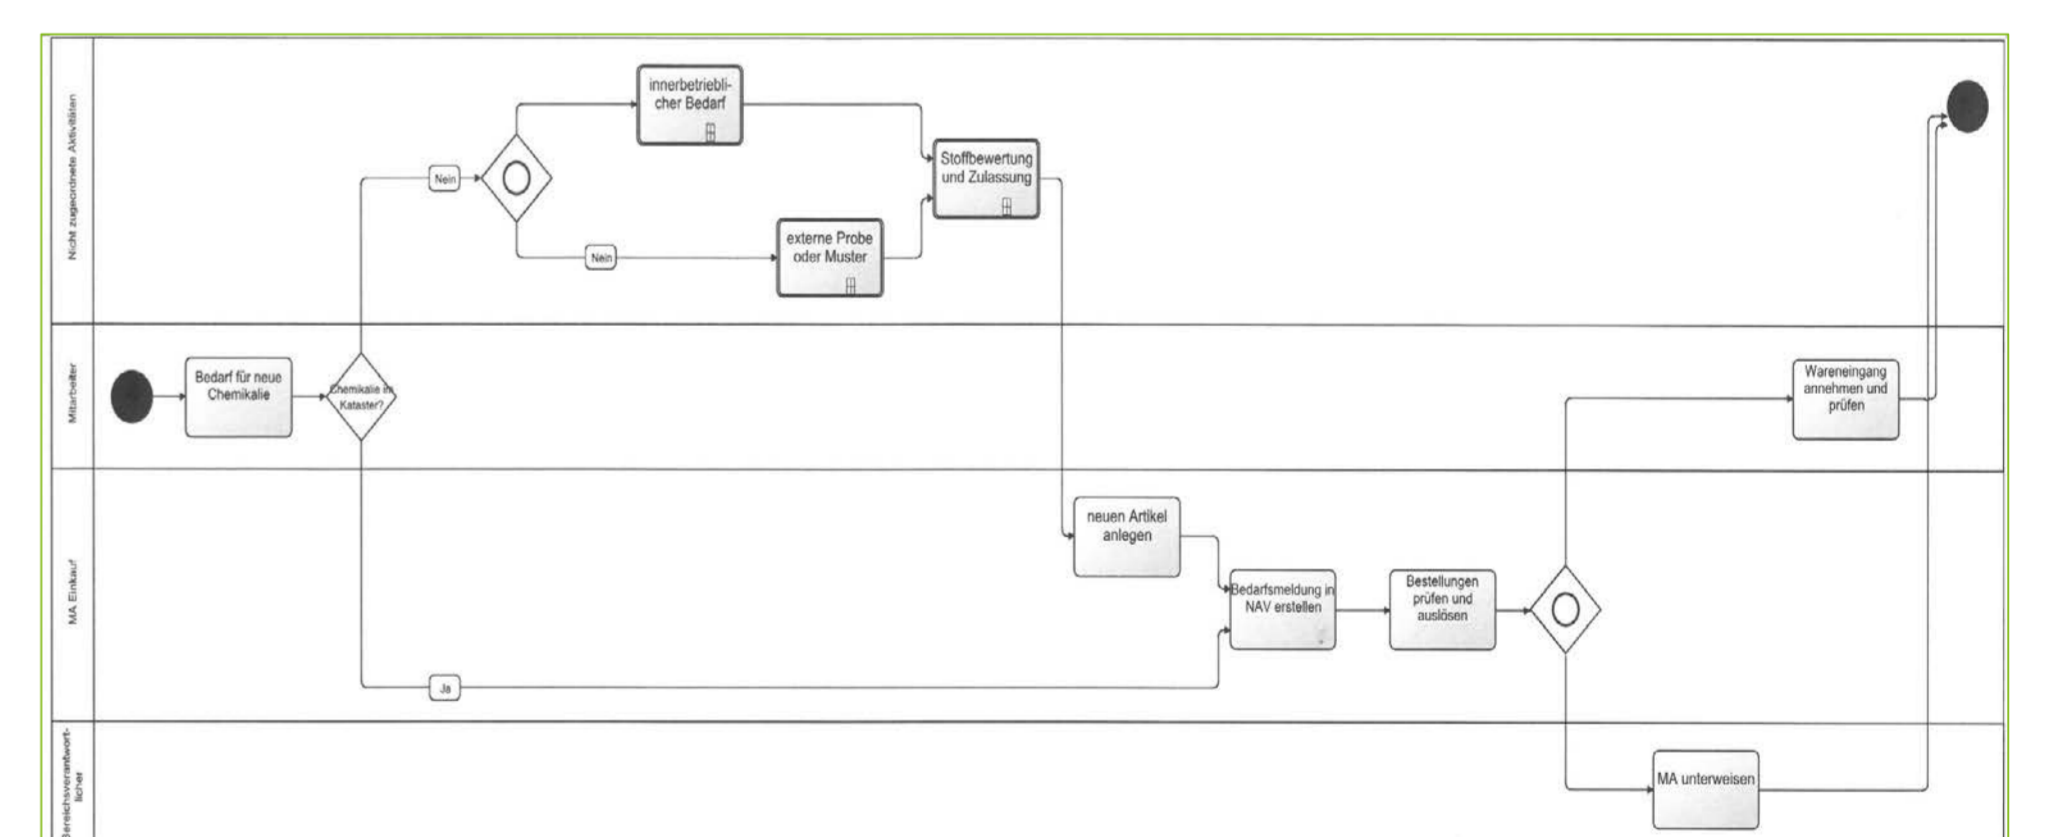 Nicht zugeordnete Aktivitäten
innerbetriebli-
cher Bedarf
Nein
Stoffbewertung
und Zulassung
externe Probe
oder Muster
Nein
Mitarbeiter
Bedarf für neue
Chemikalie
Chemikalie im
Kataster?
Wareneingang
annehmen und
prüfen
MA Einkauf
neuen Artikel
anlegen
Bedarfsmeldung in
NAV erstellen
Bestellungen
prüfen und
auslösen
Ja
Bereichsverantwort-
licher
MA unterweisen